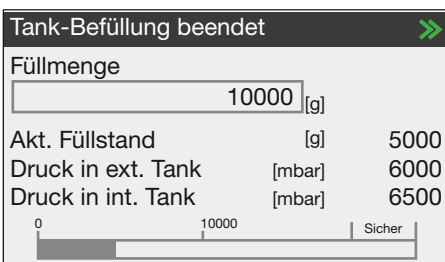 Tank-Befüllung beendet
Füllmenge
10000 [g]
Akt. Füllstand [g] 5000
Druck in ext. Tank [mbar] 6000
Druck in int. Tank [mbar] 6500
0 10000 Sicher